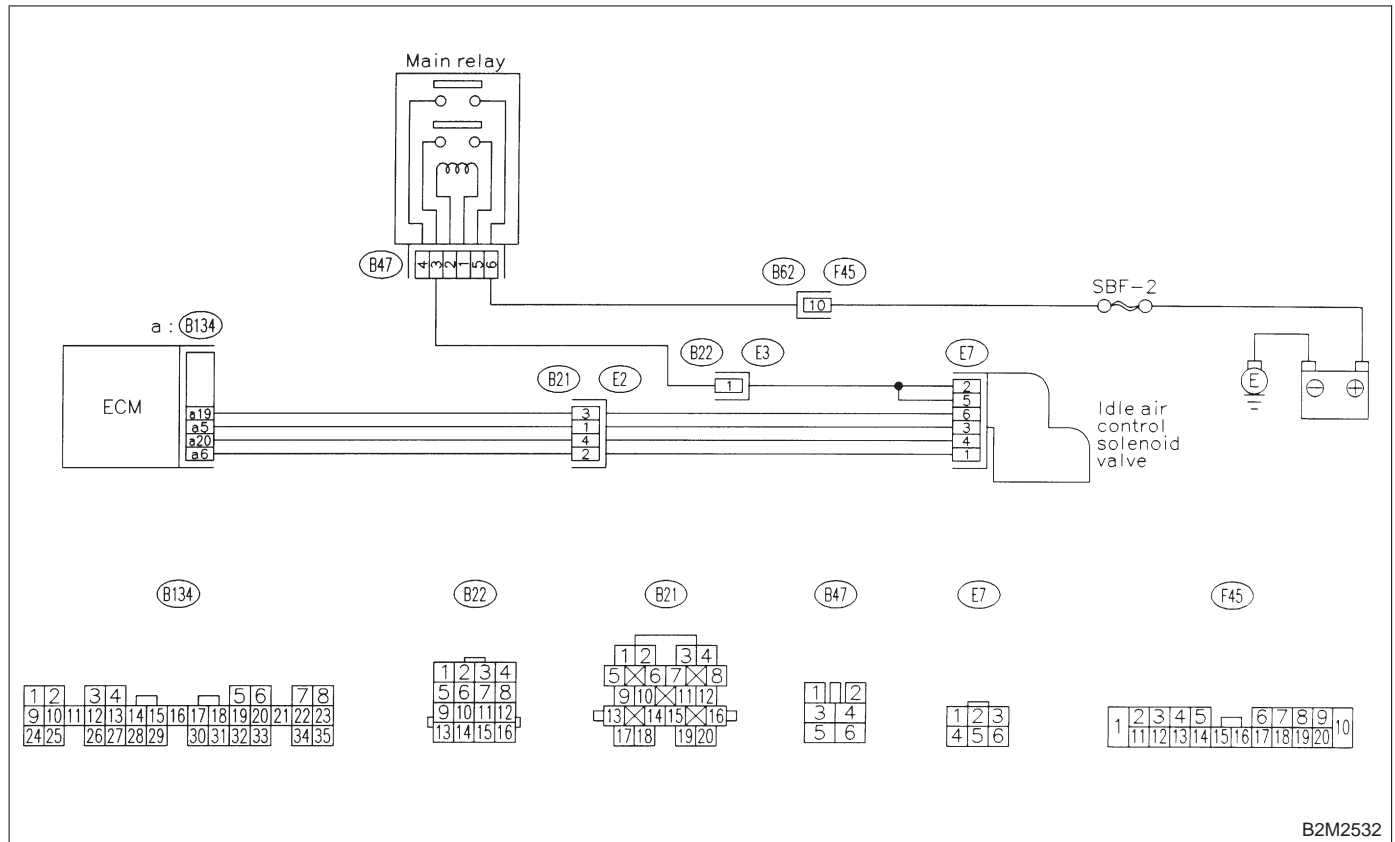 Main relay
B47
4 3 2 1 5 6
B62 F45
10
SBF-2
a : B134
B22 E3
1
E7
B21 E2
ECM
a19 3 2
a5 1 5
a20 4 6
a6 2 3
4
1
E
⊖ ⊕
Idle air
control
solenoid
valve
B134 B22 B21 B47 E7 F45
1 2 3 4 5 6 7 8
9 10 11 12 13 14 15 16 17 18 19 20 21 22 23
24 25 26 27 28 29 30 31 32 33 34 35
1 2 3 4
5 6 7 8
9 10 11 12
13 14 15 16
1 2 3 4
5 6 7 8
9 10 11 12
13 14 15 16
17 18 19 20
1 2
3 4
5 6
1 2 3
4 5 6
1 2 3 4 5 6 7 8 9 10
11 12 13 14 15 16 17 18 19 20
B2M2532